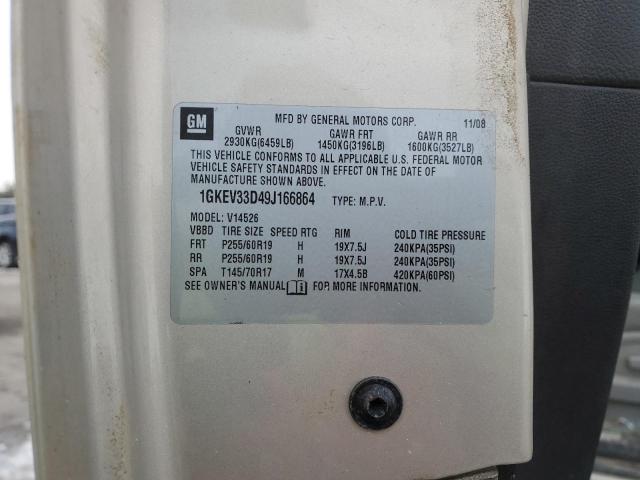 GM
MFD BY GENERAL MOTORS CORP. 11/08
GVWR GAWR FRT GAWR RR
2930KG(6459LB) 1450KG(3196LB) 1600KG(3527LB)
THIS VEHICLE CONFORMS TO ALL APPLICABLE U.S. FEDERAL MOTOR
VEHICLE SAFETY STANDARDS IN EFFECT ON THE DATE OF
MANUFACTURE SHOWN ABOVE.
1GKEV33D49J166864 TYPE: M.P.V.
MODEL: V14526
VBBD TIRE SIZE SPEED RTG RIM COLD TIRE PRESSURE
FRT P255/60R19 H 19X7.5J 240KPA(35PSI)
RR P255/60R19 H 19X7.5J 240KPA(35PSI)
SPA T145/70R17 M 17X4.5B 420KPA(60PSI)
SEE OWNER'S MANUAL FOR MORE INFORMATION.